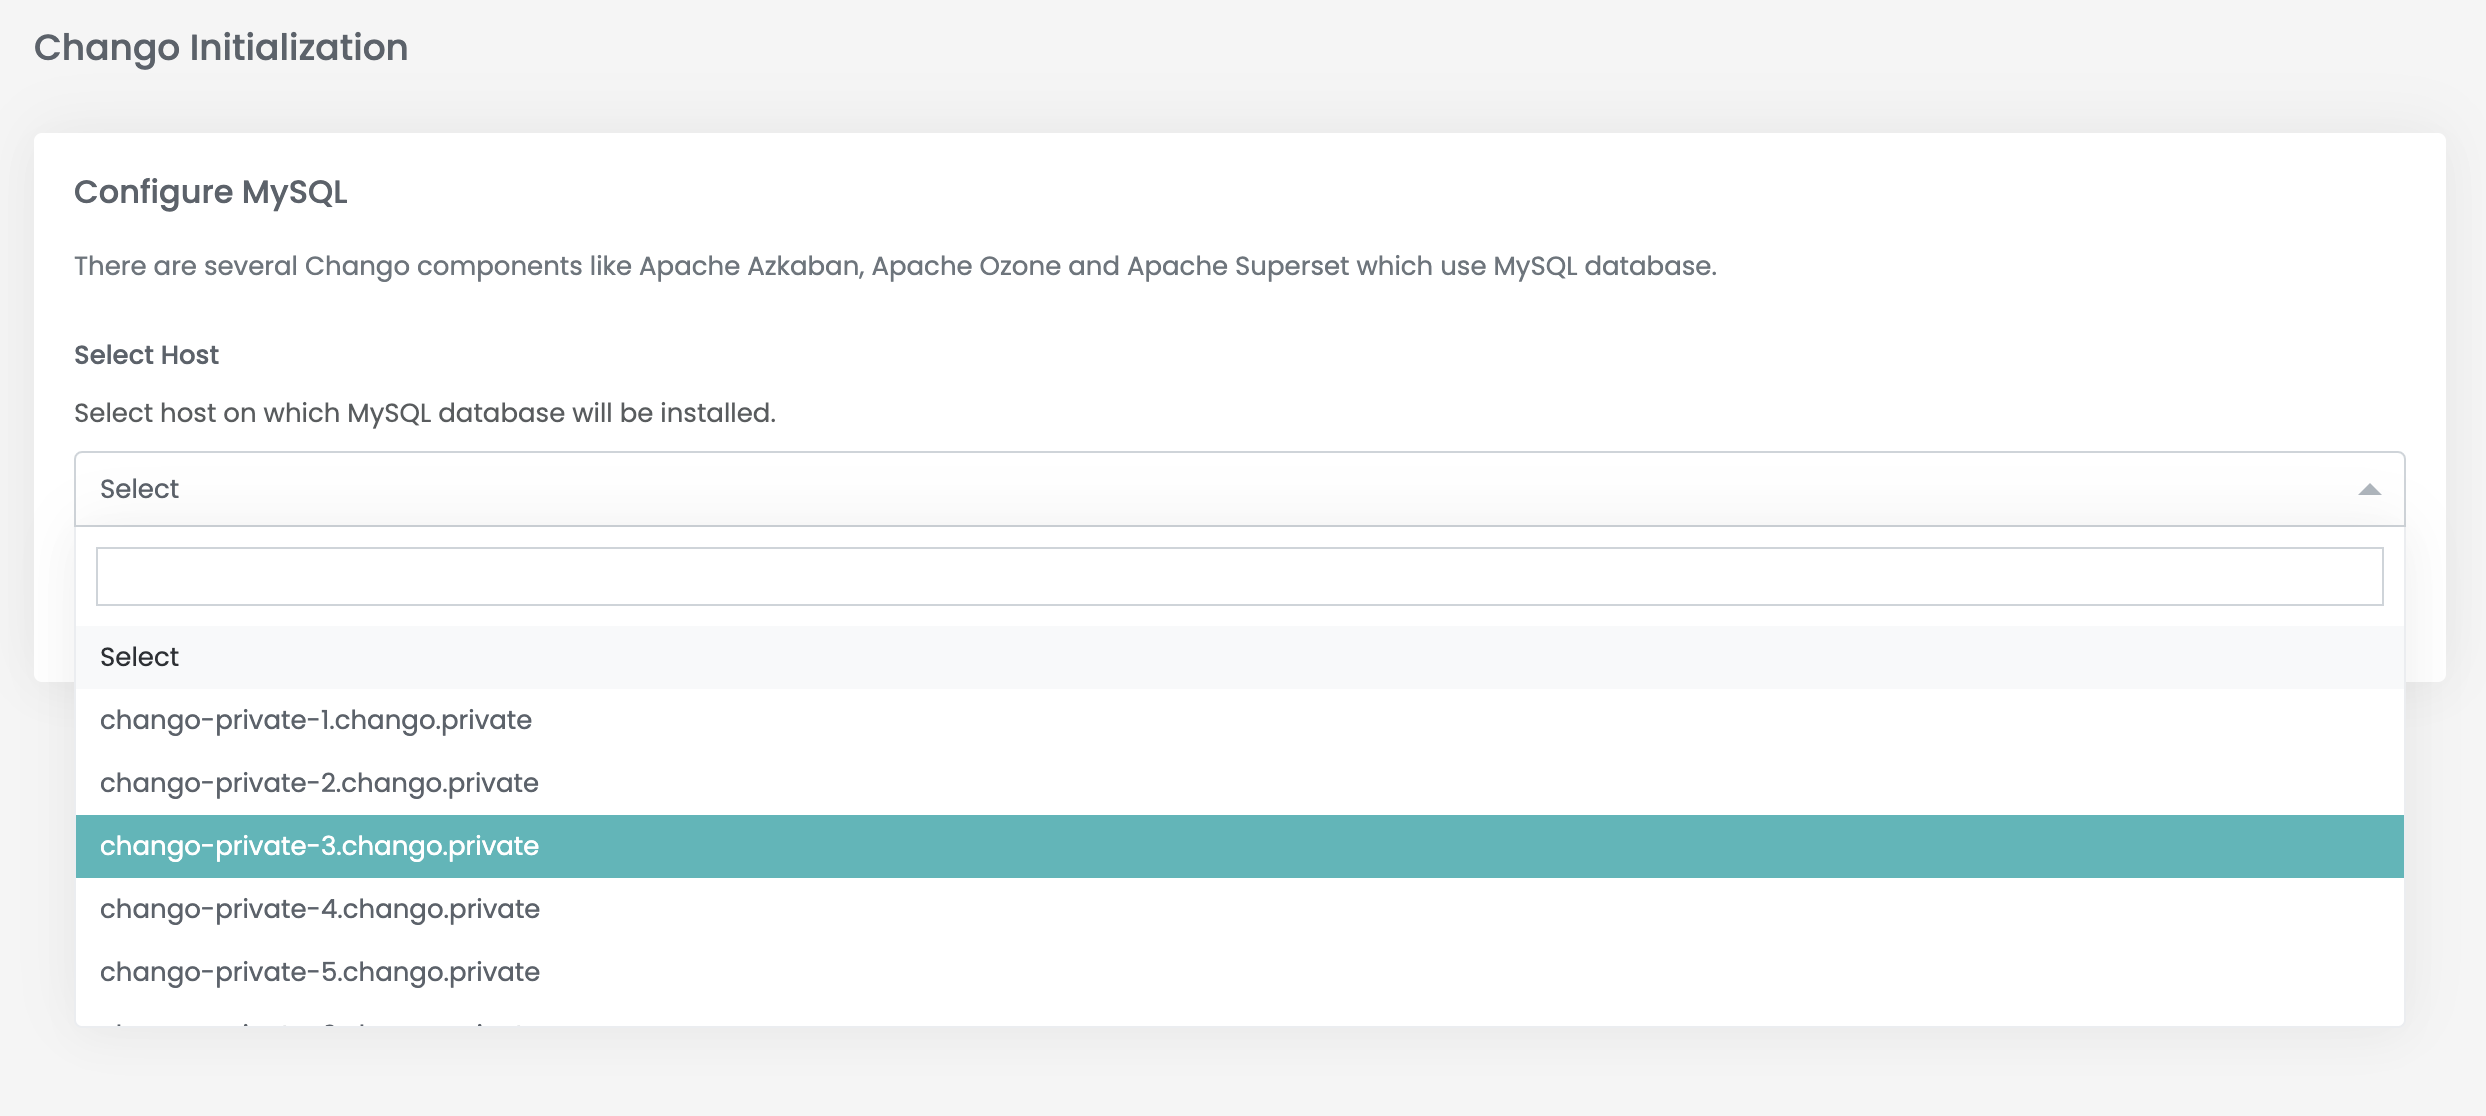 Chango Initialization
Configure MySQL
There are several Chango components like Apache Azkaban, Apache Ozone and Apache Superset which use MySQL database.
Select Host
Select host on which MySQL database will be installed.
Select
Select
chango-private-1.chango.private
chango-private-2.chango.private
chango-private-3.chango.private
chango-private-4.chango.private
chango-private-5.chango.private